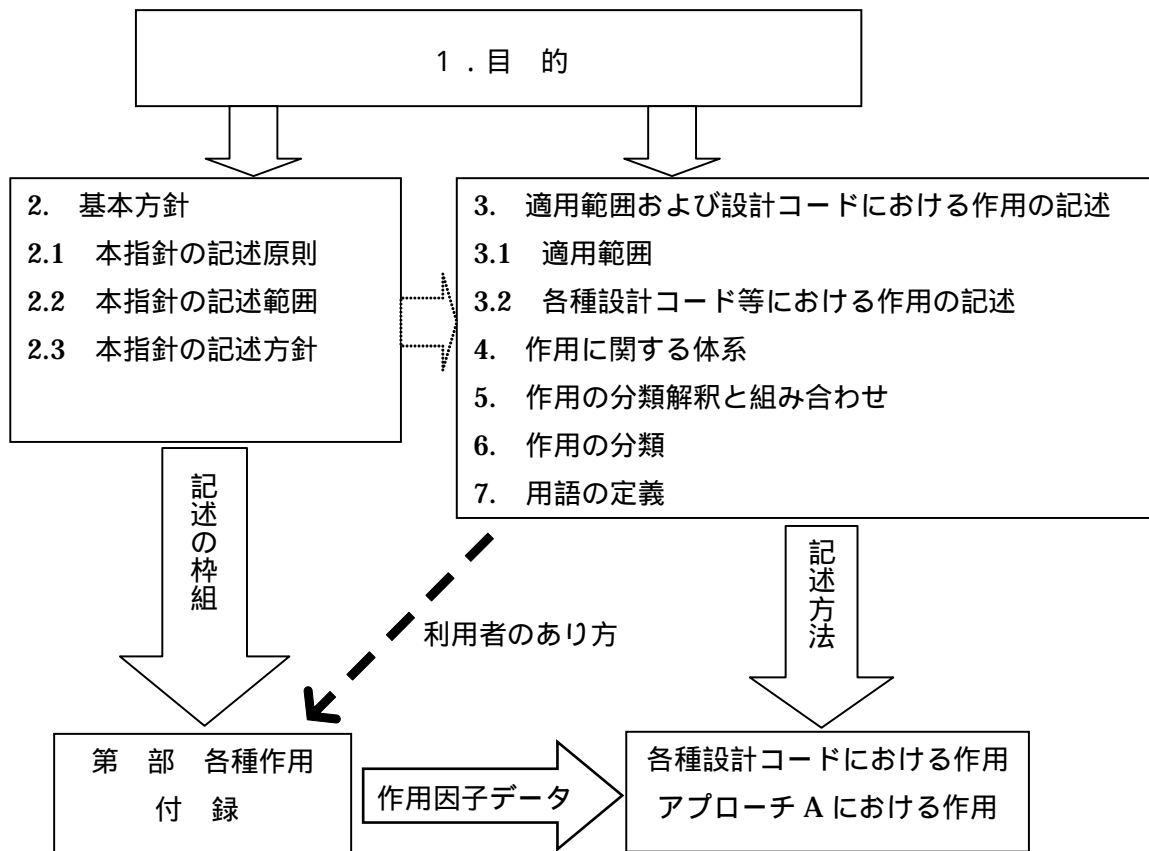 １．目　的
2.　基本方針
2.1　本指針の記述原則
2.2　本指針の記述範囲
2.3　本指針の記述方針
3.　適用範囲および設計コードにおける作用の記述
3.1　適用範囲
3.2　各種設計コード等における作用の記述
4.　作用に関する体系
5.　作用の分類解釈と組み合わせ
6.　作用の分類
7.　用語の定義
記述の枠組
記述方法
利用者のあり方
第　部　各種作用
付　録
作用因子データ
各種設計コードにおける作用
アプローチ A における作用